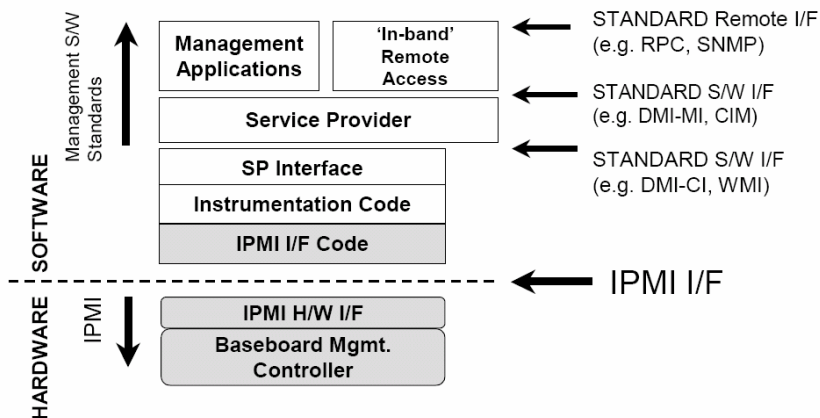 Management S/W
Standards
SOFTWARE
Management
Applications
‘In-band’
Remote
Access
Service Provider
SP Interface
Instrumentation Code
IPMI I/F Code
STANDARD Remote I/F
(e.g. RPC, SNMP)
STANDARD S/W I/F
(e.g. DMI-MI, CIM)
STANDARD S/W I/F
(e.g. DMI-CI, WMI)
IPMI I/F
HARDWARE
IPMI
IPMI H/W I/F
Baseboard Mgmt.
Controller